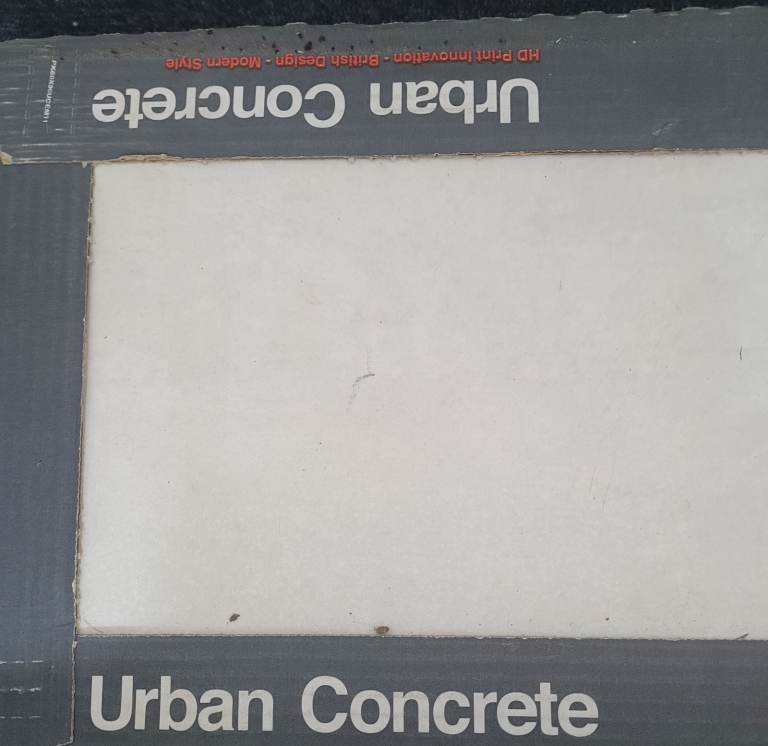 HD Print Innovation - British Design - Modern Style
Urban Concrete
Urban Concrete